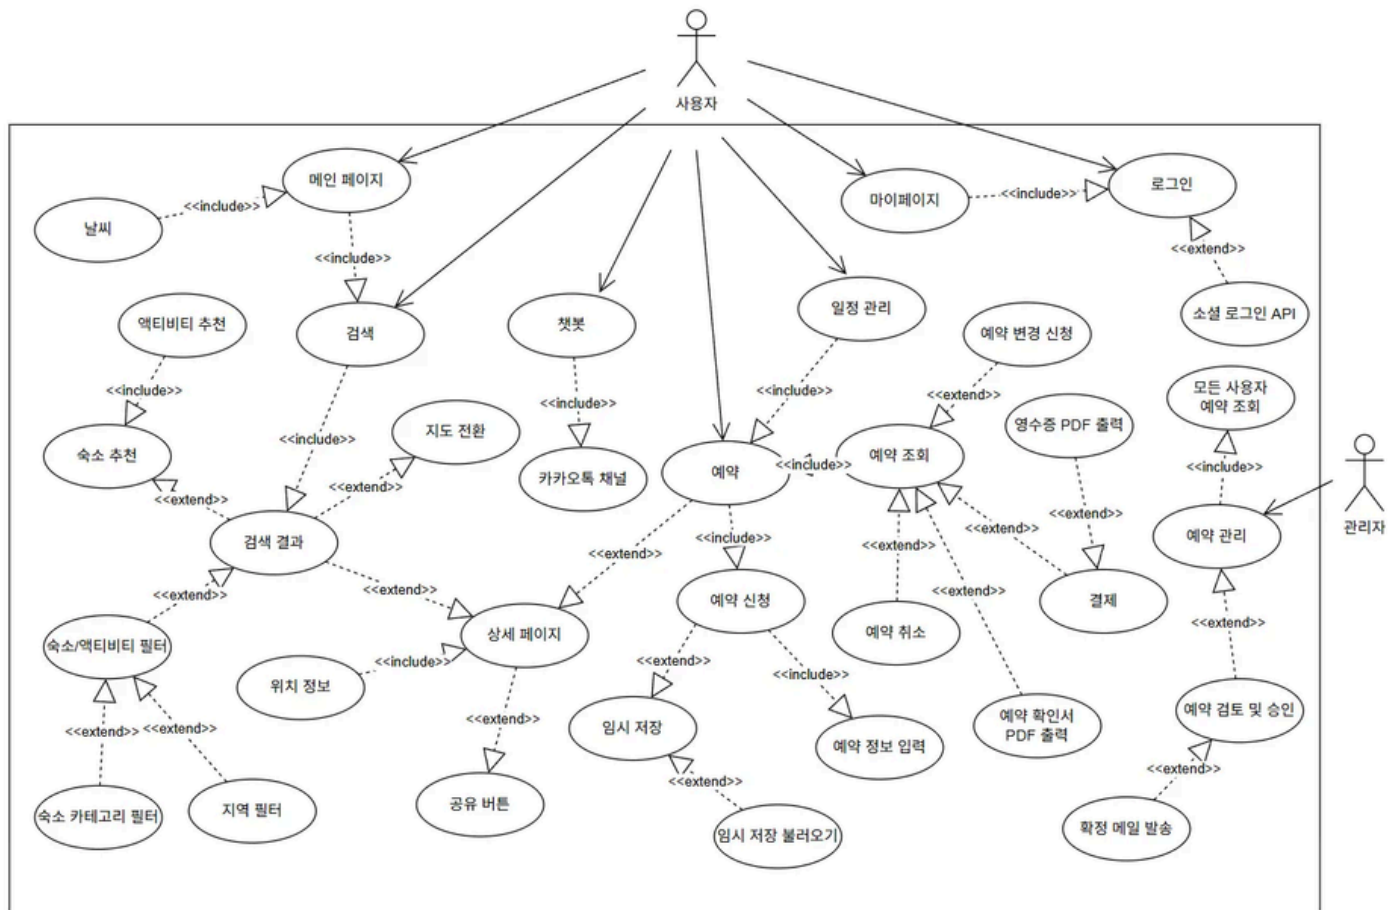 사용자
메인 페이지
로그인
<<include>>
마이페이지
<<include>>
날씨
<<extend>>
<<include>>
액티비티 추천
검색
챗봇
일정 관리
예약 변경 신청
소셜 로그인 API
<<include>>
<<include>>
<<include>>
<<extend>>
모든 사용자
예약 조회
지도 전환
영수증 PDF 출력
<<include>>
숙소 추천
카카오톡 채널
예약
<<include>>
예약 조회
<<include>>
관리자
<<extend>>
<<extend>>
검색 결과
<<extend>>
<<include>>
<<extend>>
<<extend>>
<<extend>>
예약 관리
<<extend>>
<<extend>>
<<extend>>
예약 신청
결제
숙소/액티비티 필터
상세 페이지
예약 취소
<<extend>>
위치 정보
<<include>>
<<extend>>
<<include>>
<<extend>>
<<extend>>
<<extend>>
임시 저장
예약 정보 입력
예약 확인서
PDF 출력
예약 검토 및 승인
<<extend>>
<<extend>>
숙소 카테고리 필터
지역 필터
공유 버튼
임시 저장 불러오기
확정 메일 발송